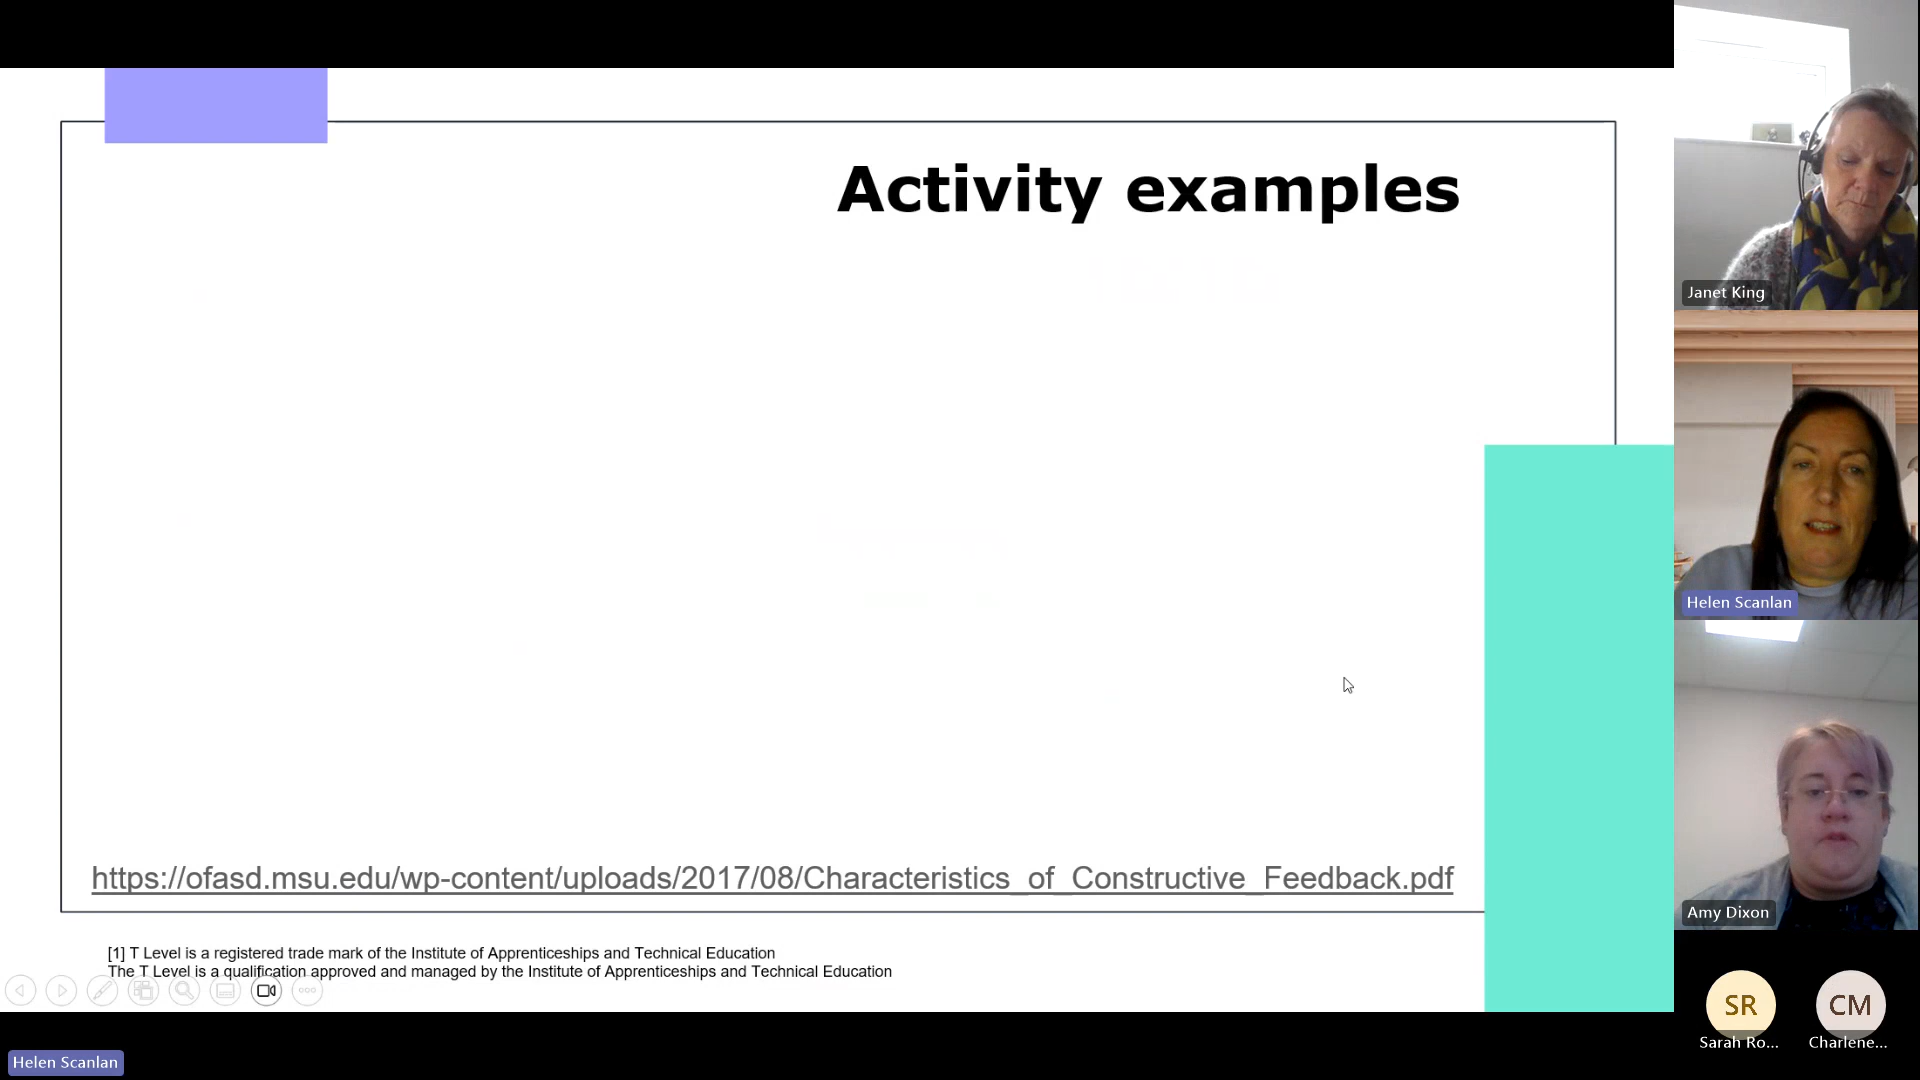 Activity examples
https://ofasd.msu.edu/wp-content/uploads/2017/08/Characteristics_of_Constructive_Feedback.pdf
[1] T Level is a registered trade mark of the Institute of Apprenticeships and Technical Education
The T Level is a qualification approved and managed by the Institute of Apprenticeships and Technical Education
Helen Scanlan
Janet King
Helen Scanlan
Amy Dixon
SR
Sarah Ro...
CM
Charlene...